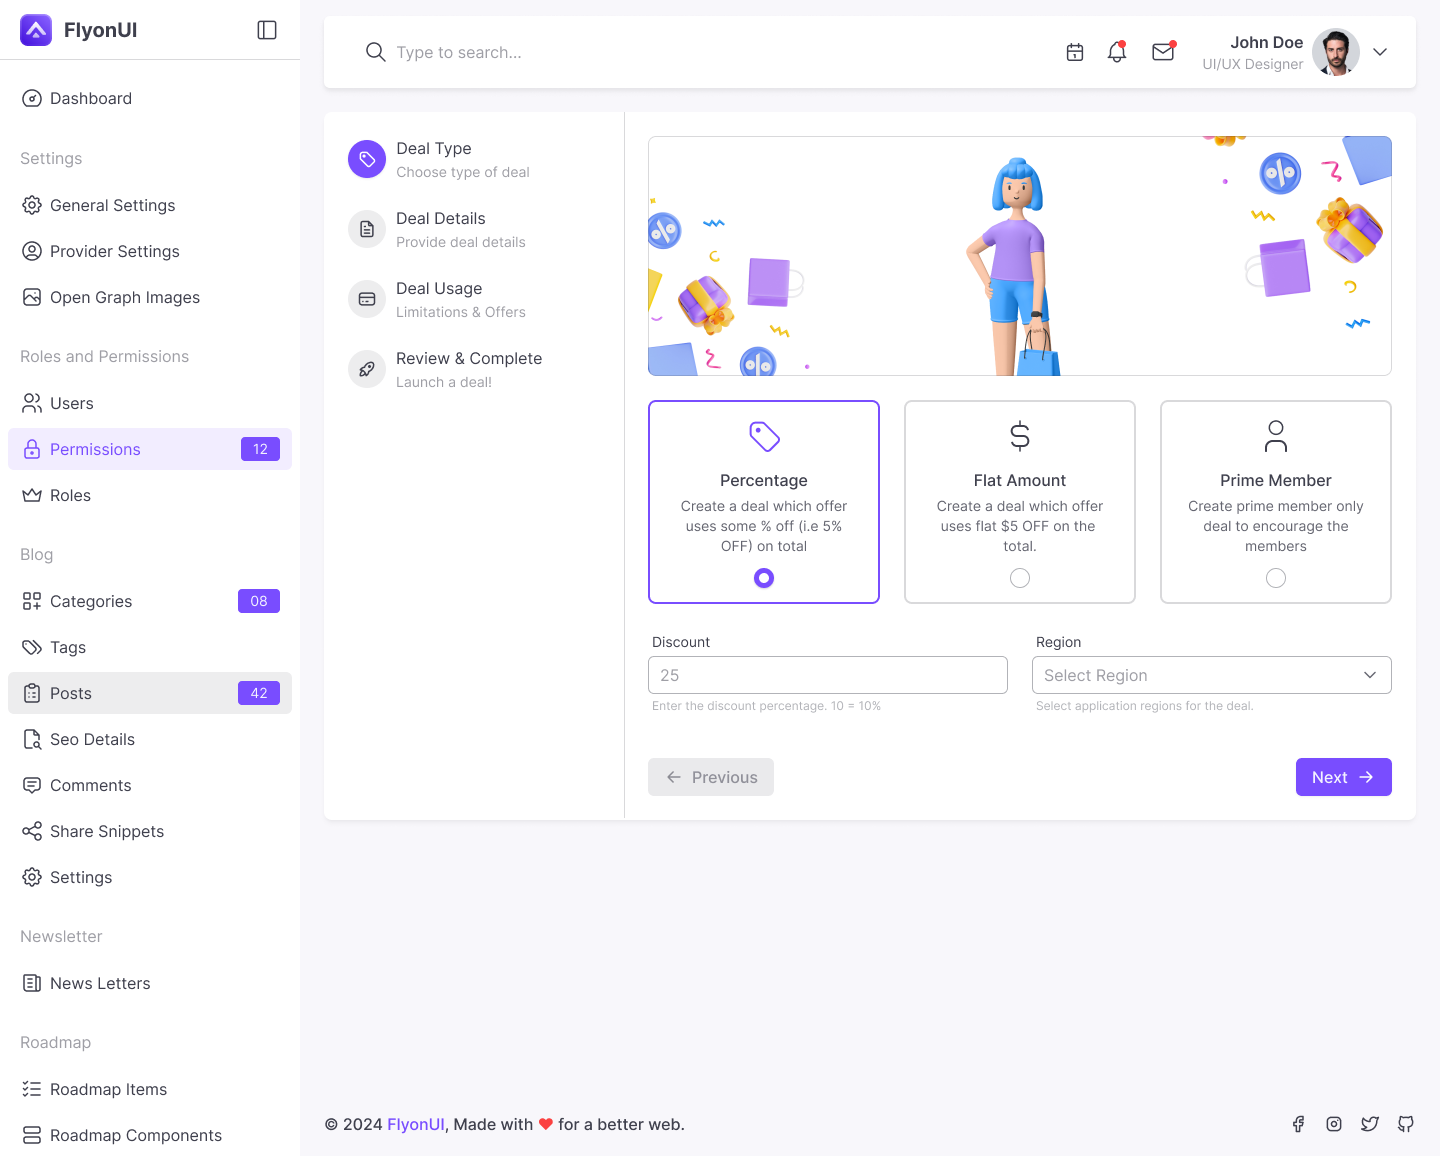 FlyonUI
Dashboard
Settings
General Settings
Provider Settings
Open Graph Images
Roles and Permissions
Users
Permissions 12
Roles
Blog
Categories 08
Tags
Posts 42
Seo Details
Comments
Share Snippets
Settings
Newsletter
News Letters
Roadmap
Roadmap Items
Roadmap Components
Type to search...
John Doe
UI/UX Designer
Deal Type
Choose type of deal
Deal Details
Provide deal details
Deal Usage
Limitations & Offers
Review & Complete
Launch a deal!
Percentage
Create a deal which offer
uses some % off (i.e 5%
OFF) on total
Flat Amount
Create a deal which offer
uses flat $5 OFF on the
total.
Prime Member
Create prime member only
deal to encourage the
members
Discount
25
Enter the discount percentage. 10 = 10%
Region
Select Region
Select application regions for the deal.
Previous
Next
© 2024 FlyonUI, Made with ❤ for a better web.